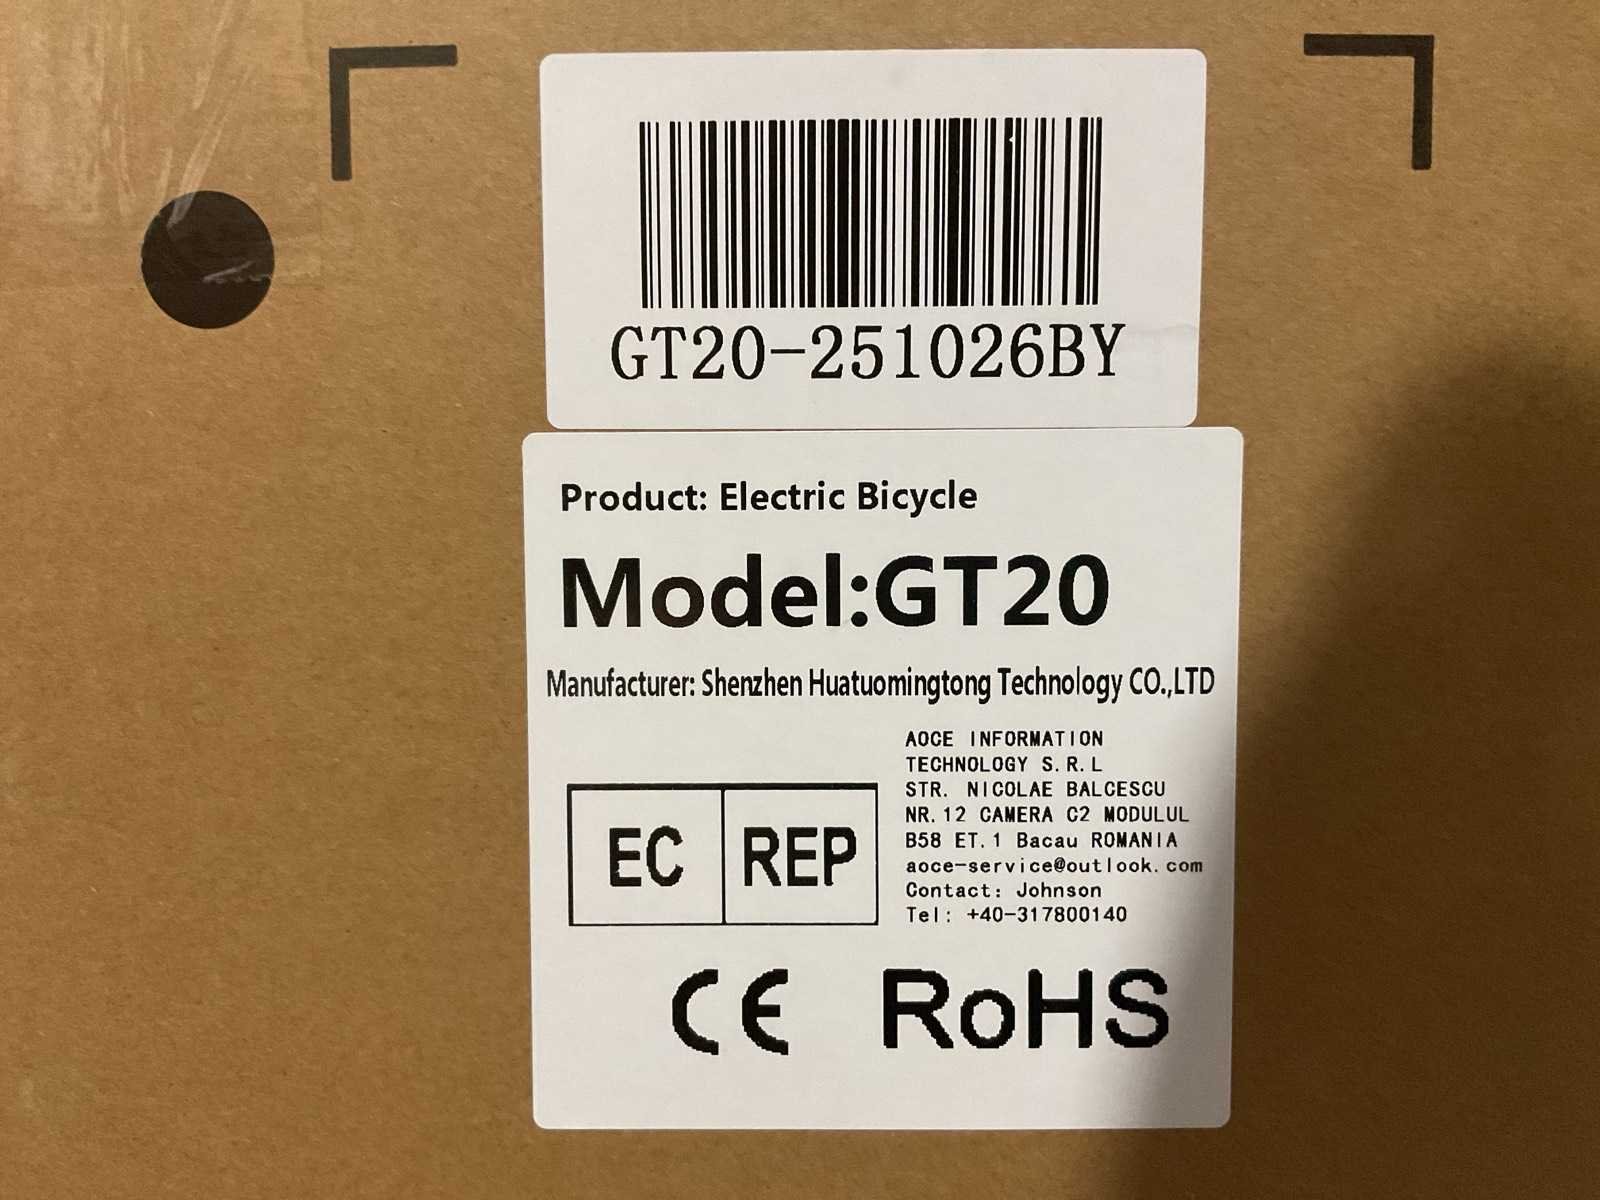 GT20-251026BY
Product: Electric Bicycle
Model:GT20
Manufacturer: Shenzhen Huatuomingtong Technology CO.,LTD
EC REP
AOCE INFORMATION
TECHNOLOGY S.R.L
STR. NICOLAE BALCESCU
NR.12 CAMERA C2 MODULUL
B58 ET.1 Bacau ROMANIA
aoce-service@outlook.com
Contact: Johnson
Tel: +40-317800140
CE RoHS